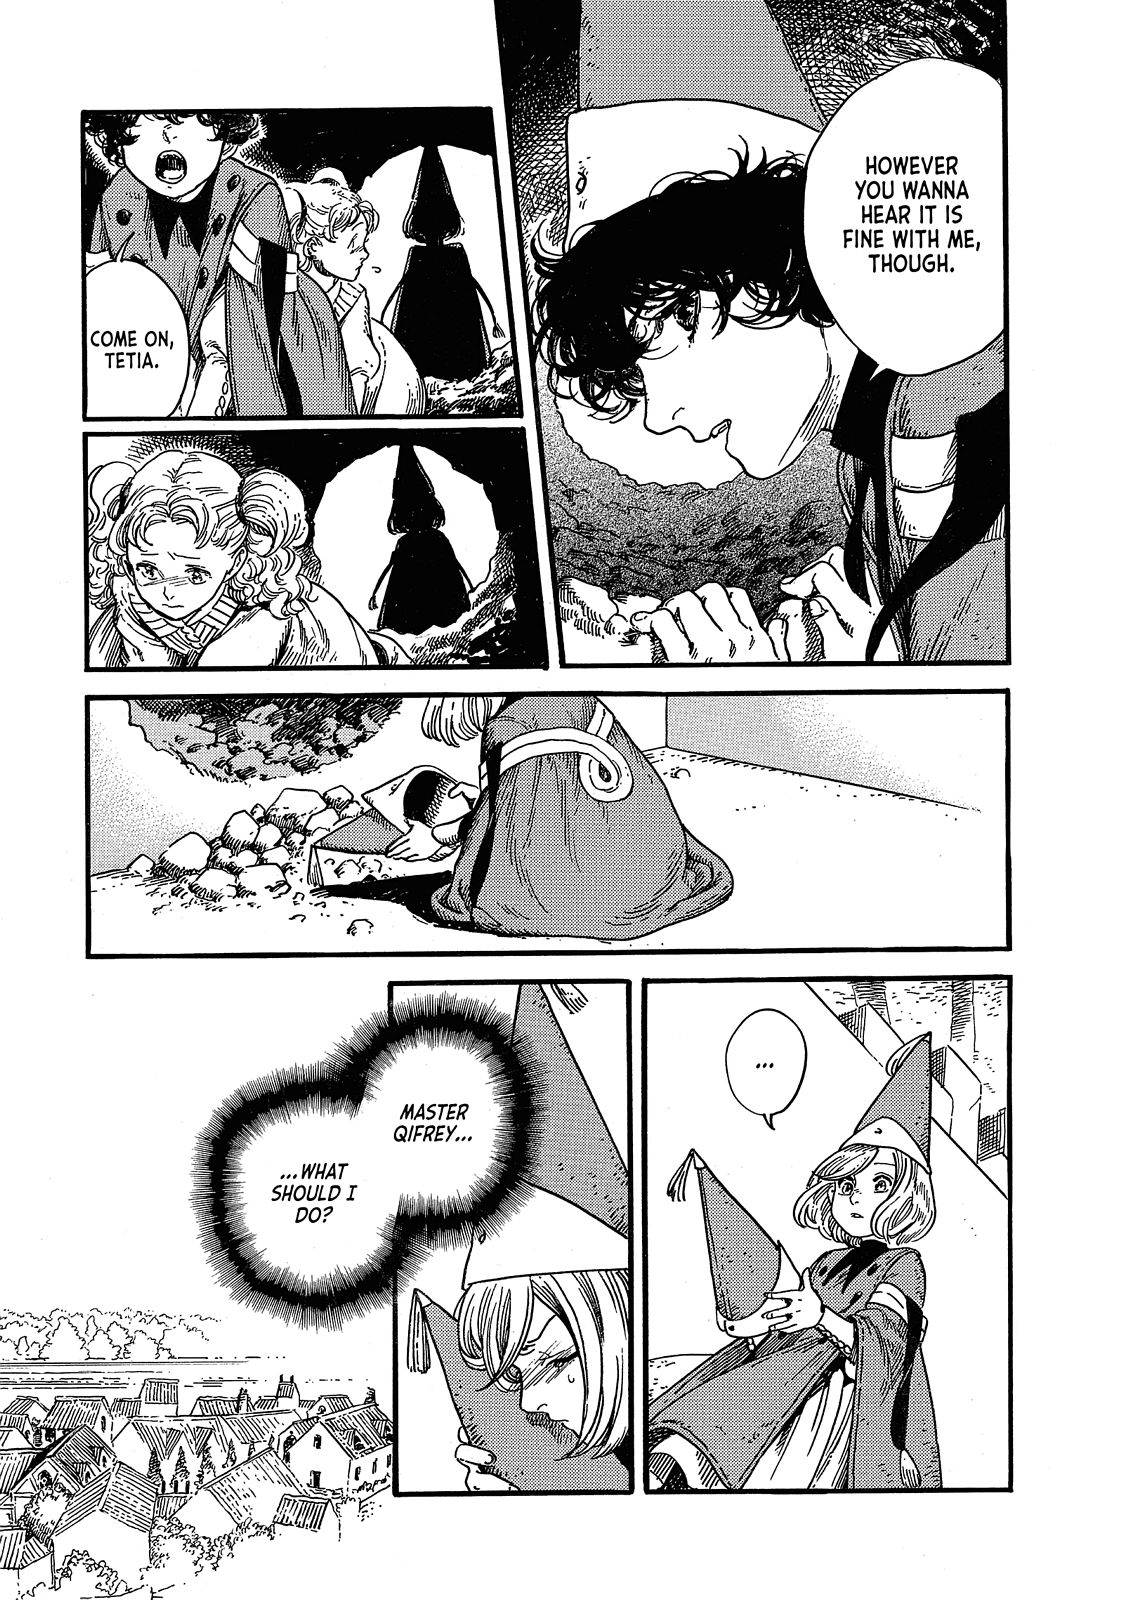 HOWEVER
YOU WANNA
HEAR IT IS
FINE WITH ME,
THOUGH.
COME ON,
TETIA.
...
MASTER
QIFREY...
...WHAT
SHOULD I
DO?